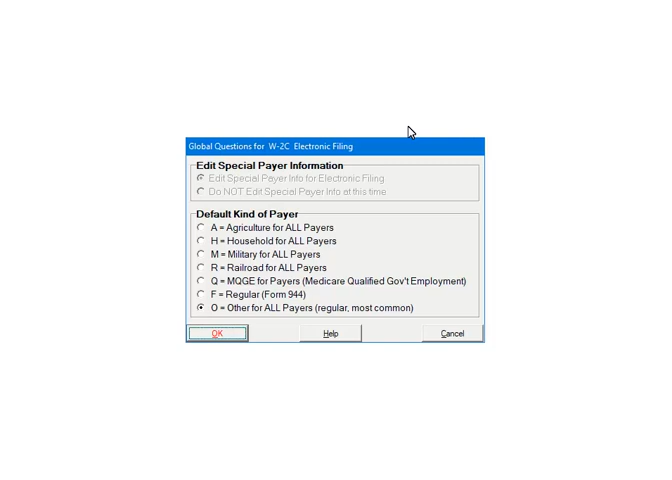 Global Questions for W-2C Electronic Filing
Edit Special Payer Information
Edit Special Payer Info for Electronic Filing
Do NOT Edit Special Payer Info at this time
Default Kind of Payer
A = Agriculture for ALL Payers
H = Household for ALL Payers
M = Military for ALL Payers
R = Railroad for ALL Payers
Q = MQGE for Payers (Medicare Qualified Gov't Employment)
F = Regular (Form 944)
O = Other for ALL Payers (regular, most common)
OK Help Cancel